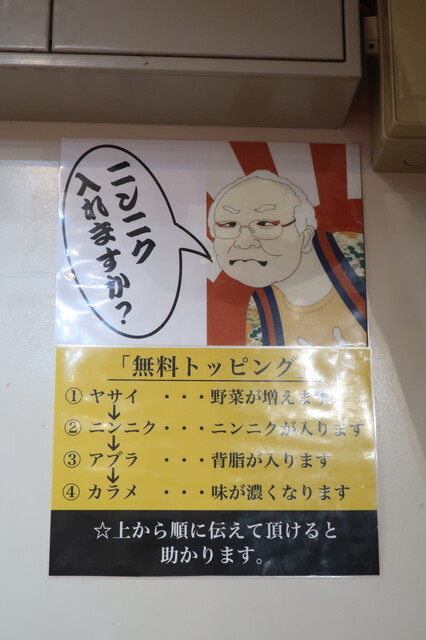 ニンニク
入れますか?
「無料トッピング」
①ヤサイ ・・・野菜が増えます
↓
②ニンニク・・・ニンニクが入ります
↓
③アブラ ・・・背脂が入ります
↓
④カラメ ・・・味が濃くなります
☆上から順に伝えて頂けると
助かります。